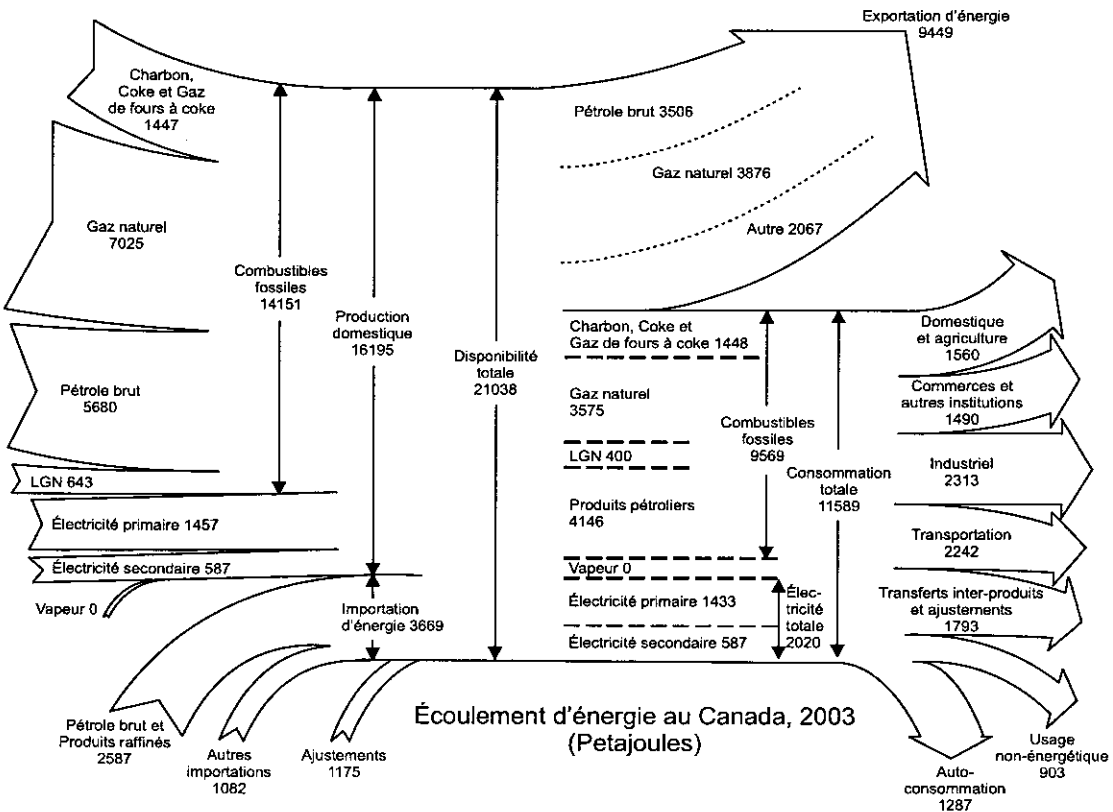 Exportation d'énergie
9449
Charbon,
Coke et Gaz
de fours à coke
1447
Pétrole brut 3506
Gaz naturel 3876
Autre 2067
Gaz naturel
7025
Combustibles
fossiles
14151
Production
domestique
16195
Disponibilité
totale
21038
Charbon, Coke et
Gaz de fours à coke 1448
Domestique
et agriculture
1560
Pétrole brut
5680
Gaz naturel
3575
Commerces et
autres institutions
1490
Combustibles
fossiles
9569
LGN 400
LGN 643
Consommation
totale
11589
Industriel
2313
Électricité primaire 1457
Produits pétroliers
4146
Transportation
2242
Électricité secondaire 587
Vapeur 0
Vapeur 0
Importation
d'énergie 3669
Électricité primaire 1433
Élec-
tricité
totale
2020
Transferts inter-produits
et ajustements
1793
Électricité secondaire 587
Pétrole brut et
Produits raffinés
2587
Autres
importations
1082
Ajustements
1175
Écoulement d'énergie au Canada, 2003
(Petajoules)
Usage
non-énergétique
903
Auto-
consommation
1287